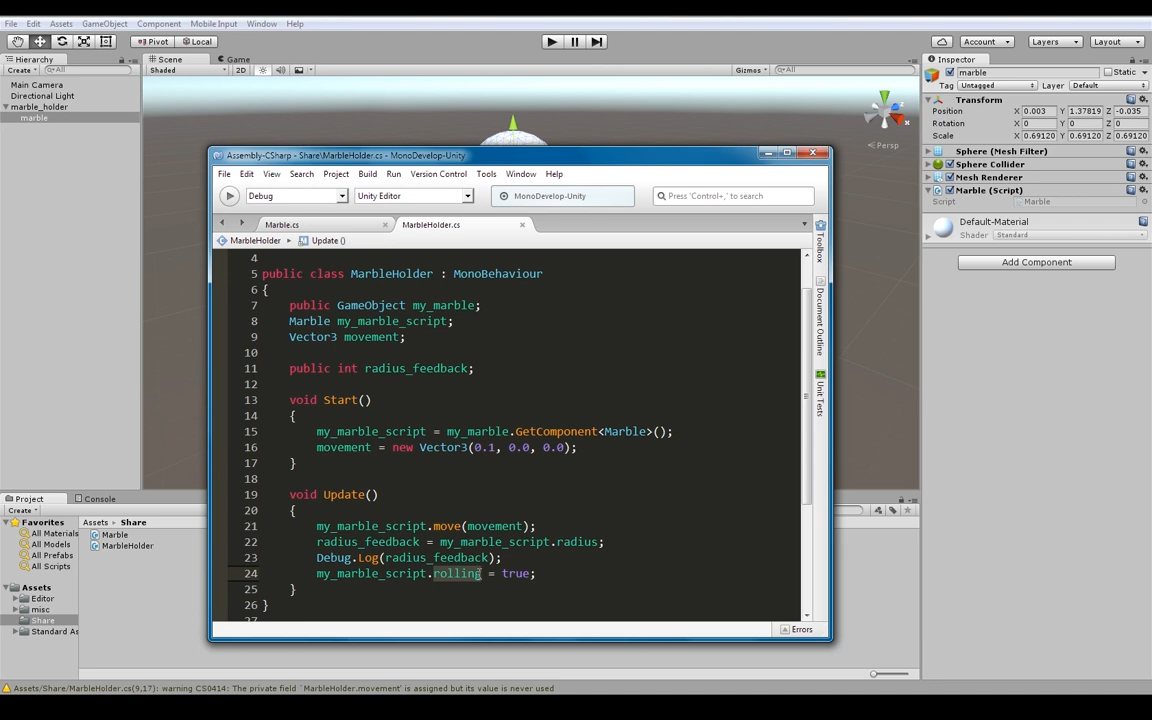 File Edit Assets GameObject Component Mobile Input Window Help
Pivot Local Account Layers Layout
Hierarchy Scene Game Inspector
Create All Shaded 2D Gizmos All marble Static
Tag Untagged Layer Default
Main Camera
Directional Light
marble_holder
marble
Persp
Transform
Position X 0.003 Y 1.37819 Z -0.035
Rotation X 0 Y 0 Z 0
Scale X 0.69120 Y 0.69120 Z 0.69120
Sphere (Mesh Filter)
Sphere Collider
Mesh Renderer
Marble (Script)
Script Marble
Default-Material
Shader Standard
Add Component
Assembly-CSharp - Share\MarbleHolder.cs - MonoDevelop-Unity
File Edit View Search Project Build Run Version Control Tools Window Help
Debug Unity Editor MonoDevelop-Unity Press 'Control+,' to search
Marble.cs MarbleHolder.cs
MarbleHolder Update ()
4
5 public class MarbleHolder : MonoBehaviour
6 {
7 public GameObject my_marble;
8 Marble my_marble_script;
9 Vector3 movement;
10
11 public int radius_feedback;
12
13 void Start()
14 {
15 my_marble_script = my_marble.GetComponent<Marble>();
16 movement = new Vector3(0.1, 0.0, 0.0);
17 }
18
19 void Update()
20 {
21 my_marble_script.move(movement);
22 radius_feedback = my_marble_script.radius;
23 Debug.Log(radius_feedback);
24 my_marble_script.rolling = true;
25 }
26 }
27
Toolbox
Document Outline
Unit Tests
Errors
Project Console
Create
Favorites
All Materials
All Models
All Prefabs
All Scripts
Assets
Editor
misc
Share
Standard As
Assets Share
Marble
MarbleHolder
Assets/Share/MarbleHolder.cs(9,17): warning CS0414: The private field `MarbleHolder.movement' is assigned but its value is never used